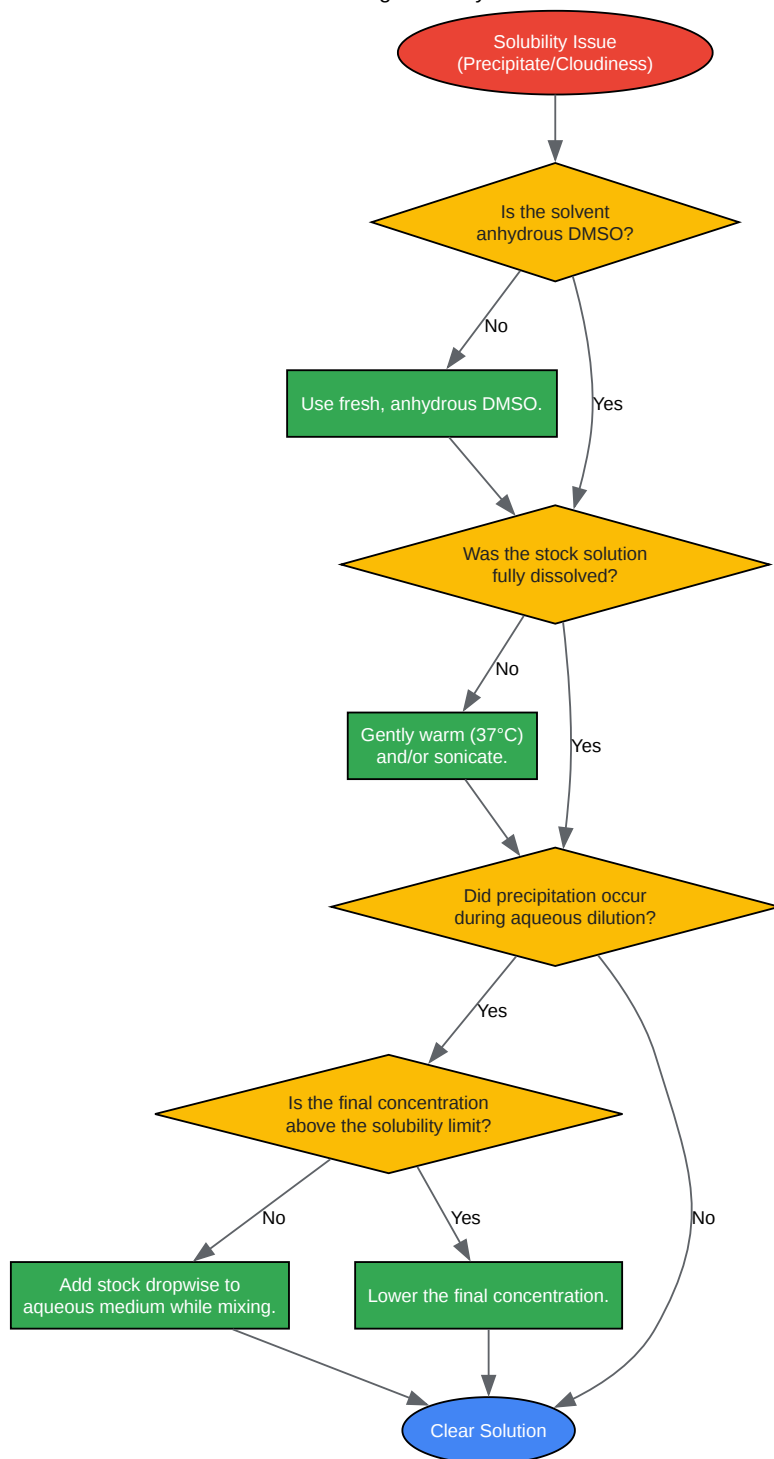 Solubility Issue
(Precipitate/Cloudiness)
Is the solvent
anhydrous DMSO?
No
Use fresh, anhydrous DMSO.
Yes
Was the stock solution
fully dissolved?
No
Gently warm (37°C)
and/or sonicate.
Yes
Did precipitation occur
during aqueous dilution?
Yes
Is the final concentration
above the solubility limit?
No
Yes
No
Add stock dropwise to
aqueous medium while mixing.
Lower the final concentration.
Clear Solution